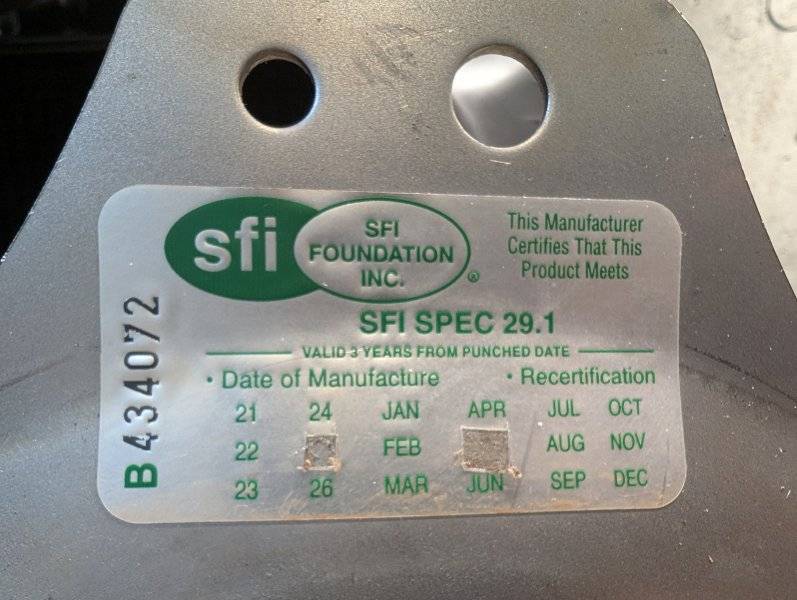 sfi
SFI
FOUNDATION
INC.
®
This Manufacturer
Certifies That This
Product Meets
SFI SPEC 29.1
VALID 3 YEARS FROM PUNCHED DATE
• Date of Manufacture • Recertification
21 24 JAN APR JUL OCT
22 FEB AUG NOV
23 26 MAR JUN SEP DEC
B 434072